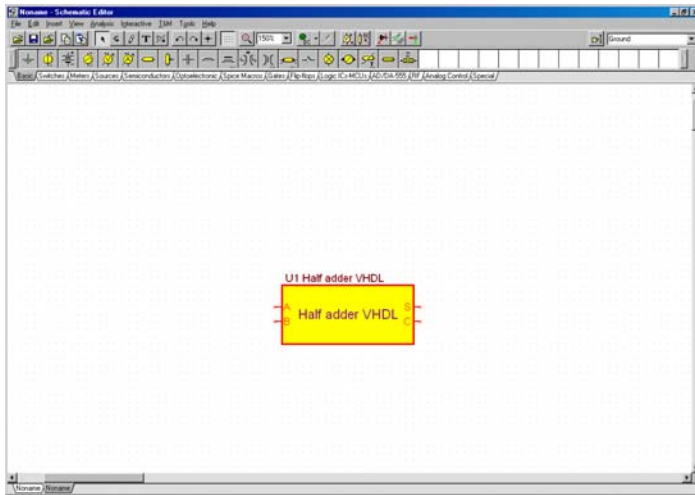 Noname - Schematic Editor
File Edit Insert View Analysis Interactive T&M Tools Help
150% Ground
Basic Switches Meters Sources Semiconductors Optoelectronic Spice Macros Gates Flip-flops Logic ICs-MCUs AD/DA-555 RF Analog Control Special
U1 Half adder VHDL
A S
Half adder VHDL
B C
Noname Noname